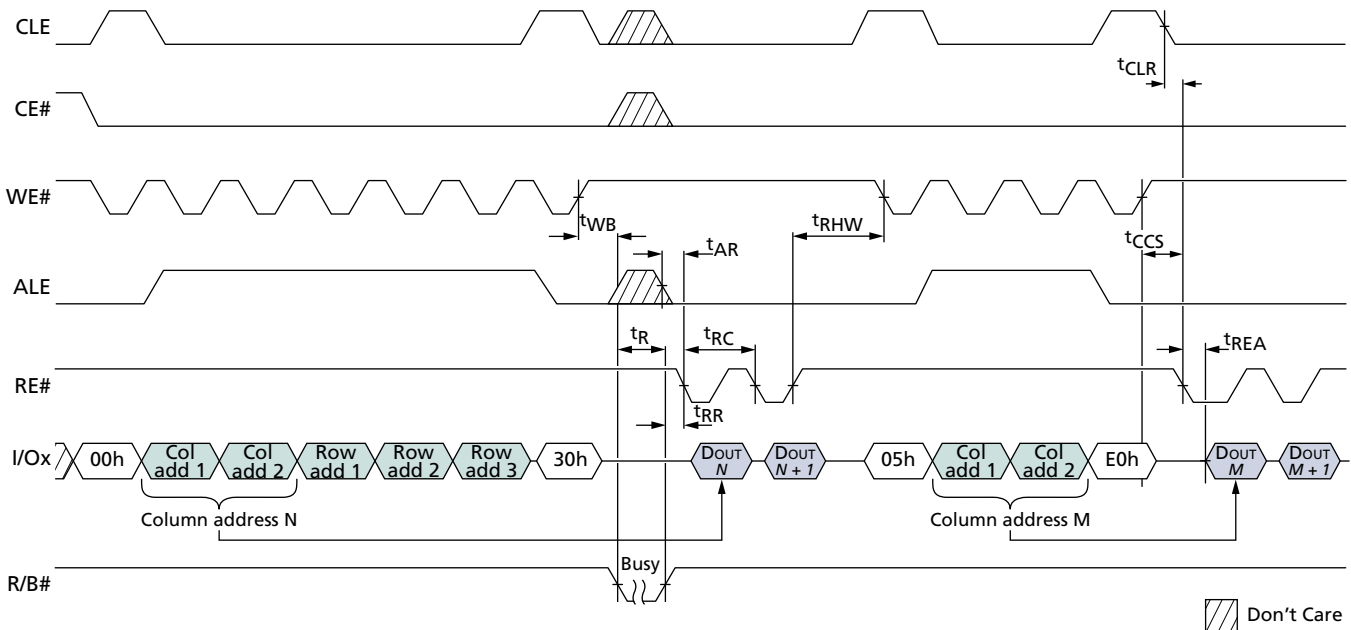 CLE
tCLR
CE#
WE#
tWB
tRHW
tCCS
tAR
ALE
tR
tRC
tREA
RE#
tRR
I/Ox
00h
Col add 1
Col add 2
Row add 1
Row add 2
Row add 3
30h
DOUT N
DOUT N + 1
05h
Col add 1
Col add 2
E0h
DOUT M
DOUT M + 1
Column address N
Column address M
R/B#
Busy
Don't Care